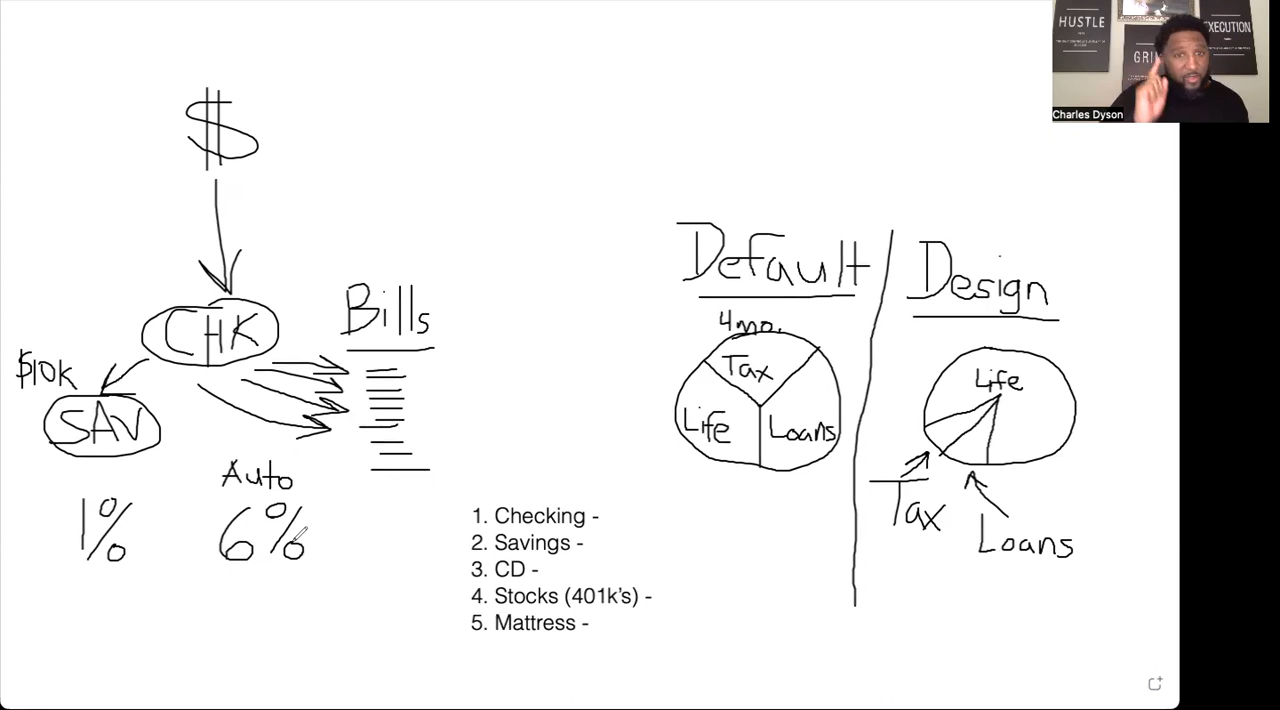 $
CHK
Bills
$10k
SAV
Auto
1%
6%
1. Checking -
2. Savings -
3. CD -
4. Stocks (401k's) -
5. Mattress -
Default
4mo.
Tax
Life
Loans
Design
Life
Tax
Loans
HUSTLE
GRI
EXECUTION
Charles Dyson